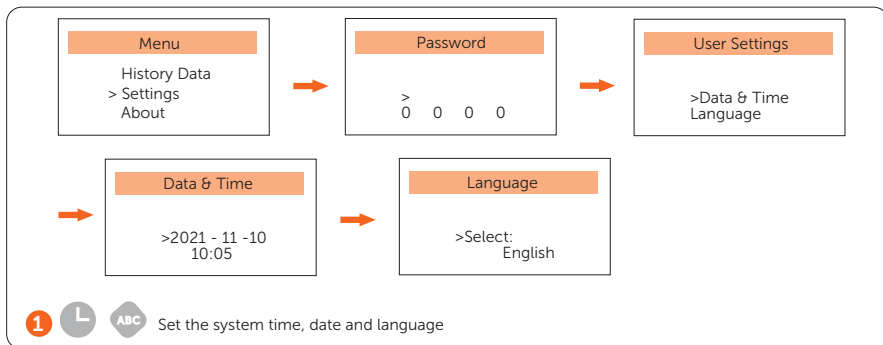 Menu
History Data
> Settings
About
Password
>
0 0 0 0
User Settings
>Data & Time
Language
Data & Time
>2021 - 11 -10
10:05
Language
>Select:
English
1 ABC Set the system time, date and language